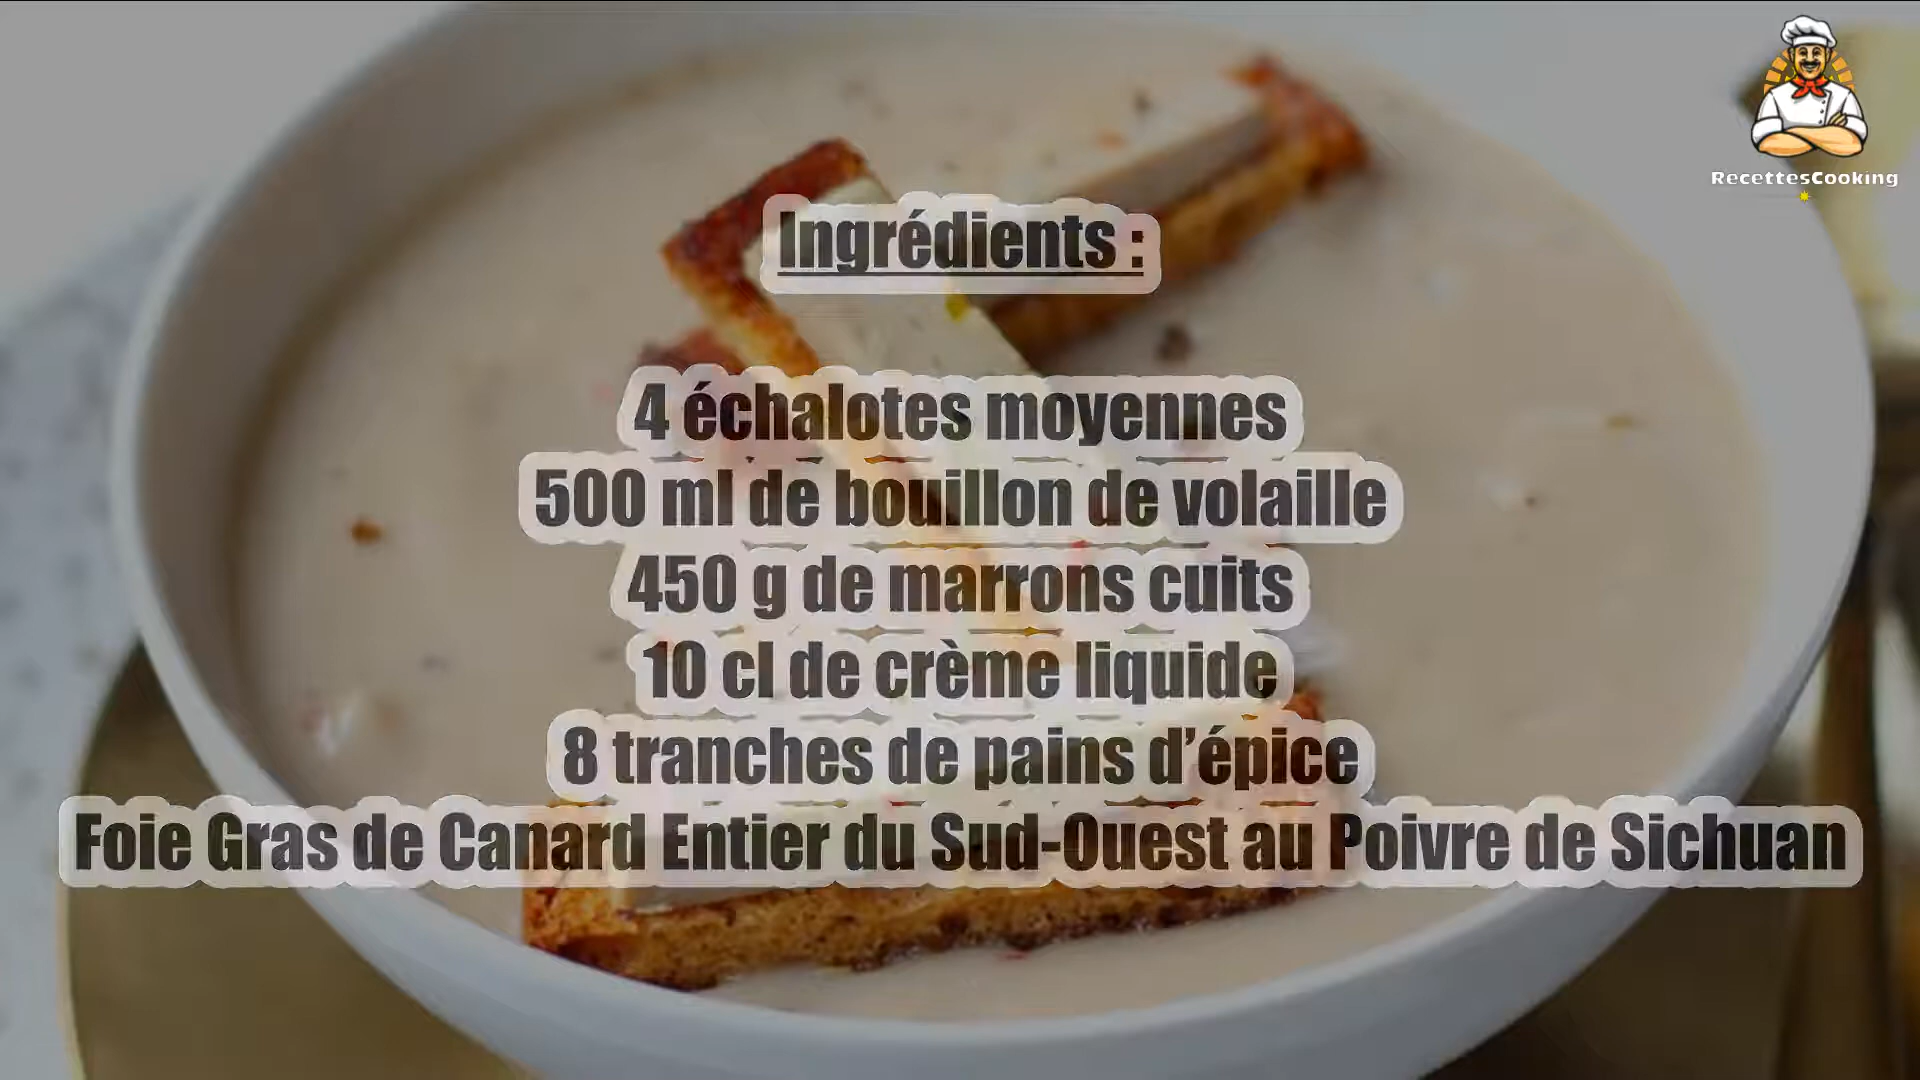 RecettesCooking
Ingrédients :
4 échalotes moyennes
500 ml de bouillon de volaille
450 g de marrons cuits
10 cl de crème liquide
8 tranches de pains d’épice
Foie Gras de Canard Entier du Sud-Ouest au Poivre de Sichuan